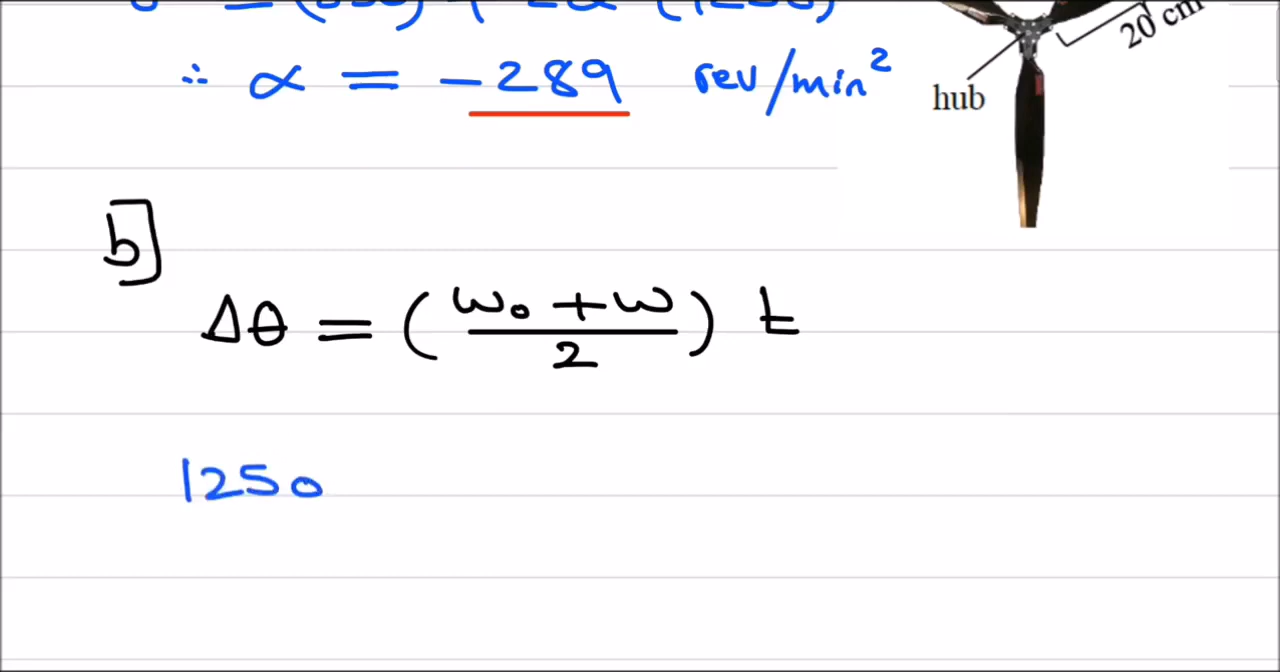 ∴ α = -289 rev/min²
20 cm
hub
b]
Δθ = (ω₀ + ω / 2) t
1250